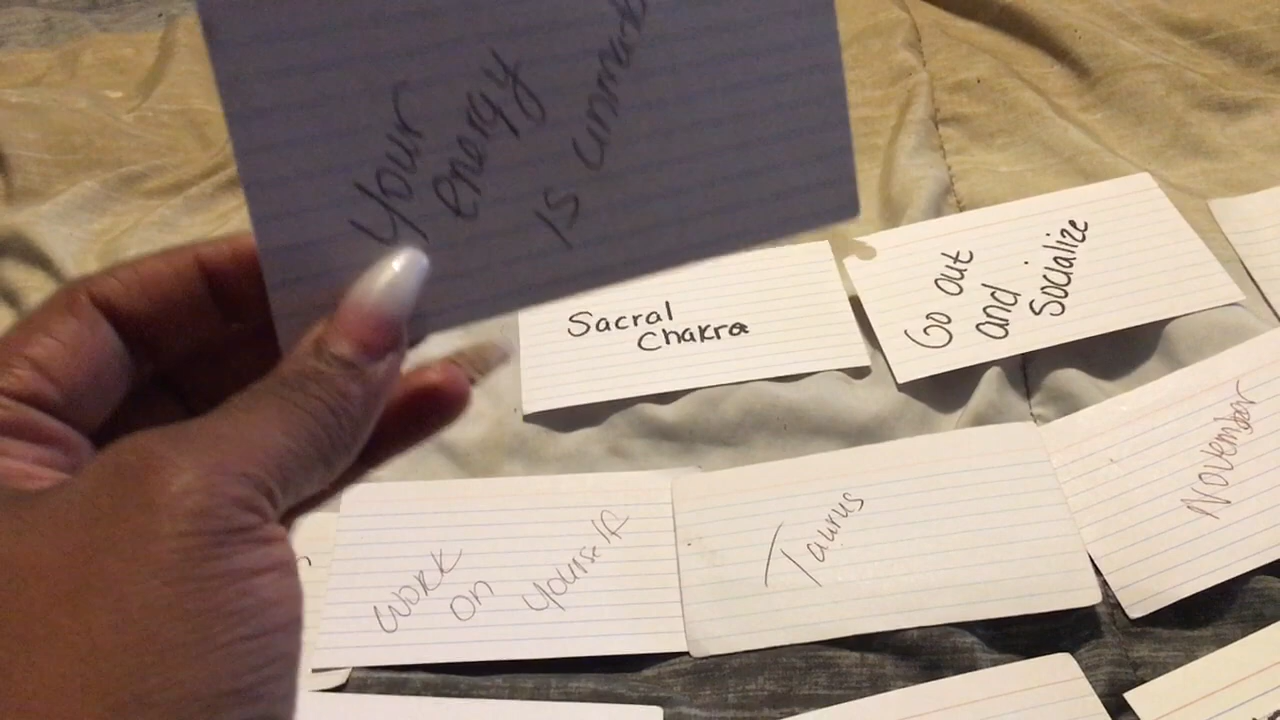 Your
energy
is
Sacral
Chakra
Go out
and
Socialize
Work
on
Yourself
Taurus
November